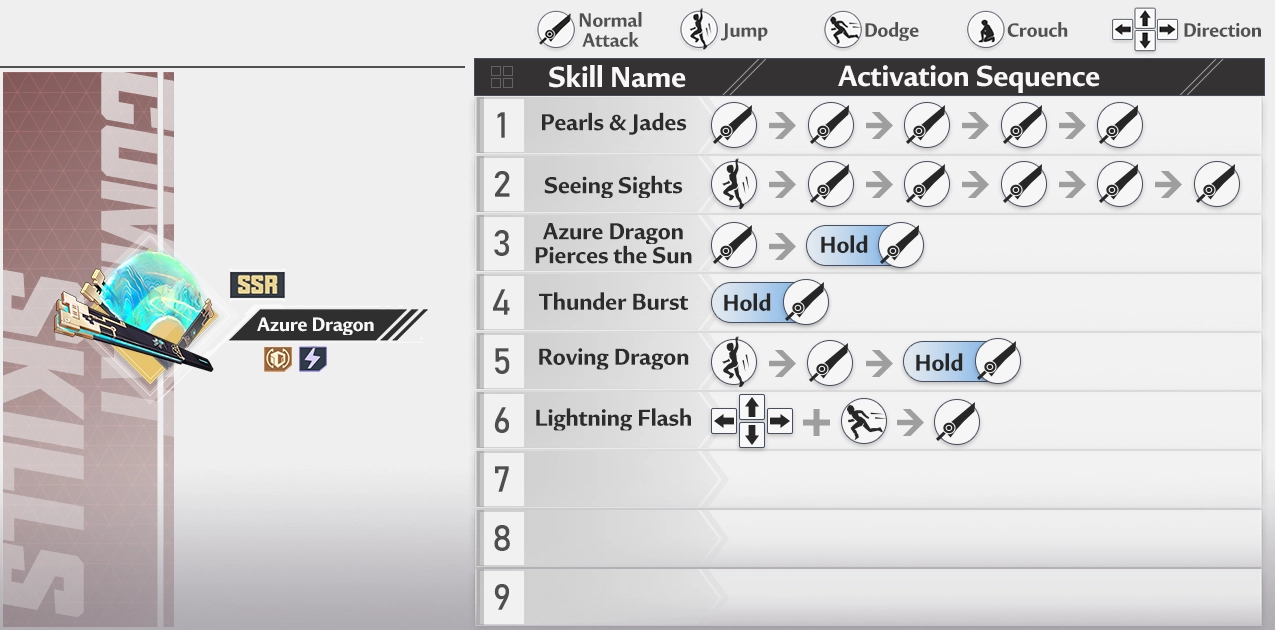 Normal
Attack
Jump
Dodge
Crouch
Direction
Skill Name
Activation Sequence
1
Pearls & Jades
2
Seeing Sights
3
Azure Dragon
Pierces the Sun
Hold
4
Thunder Burst
Hold
5
Roving Dragon
Hold
6
Lightning Flash
7
8
9
SSR
Azure Dragon
SKILLS